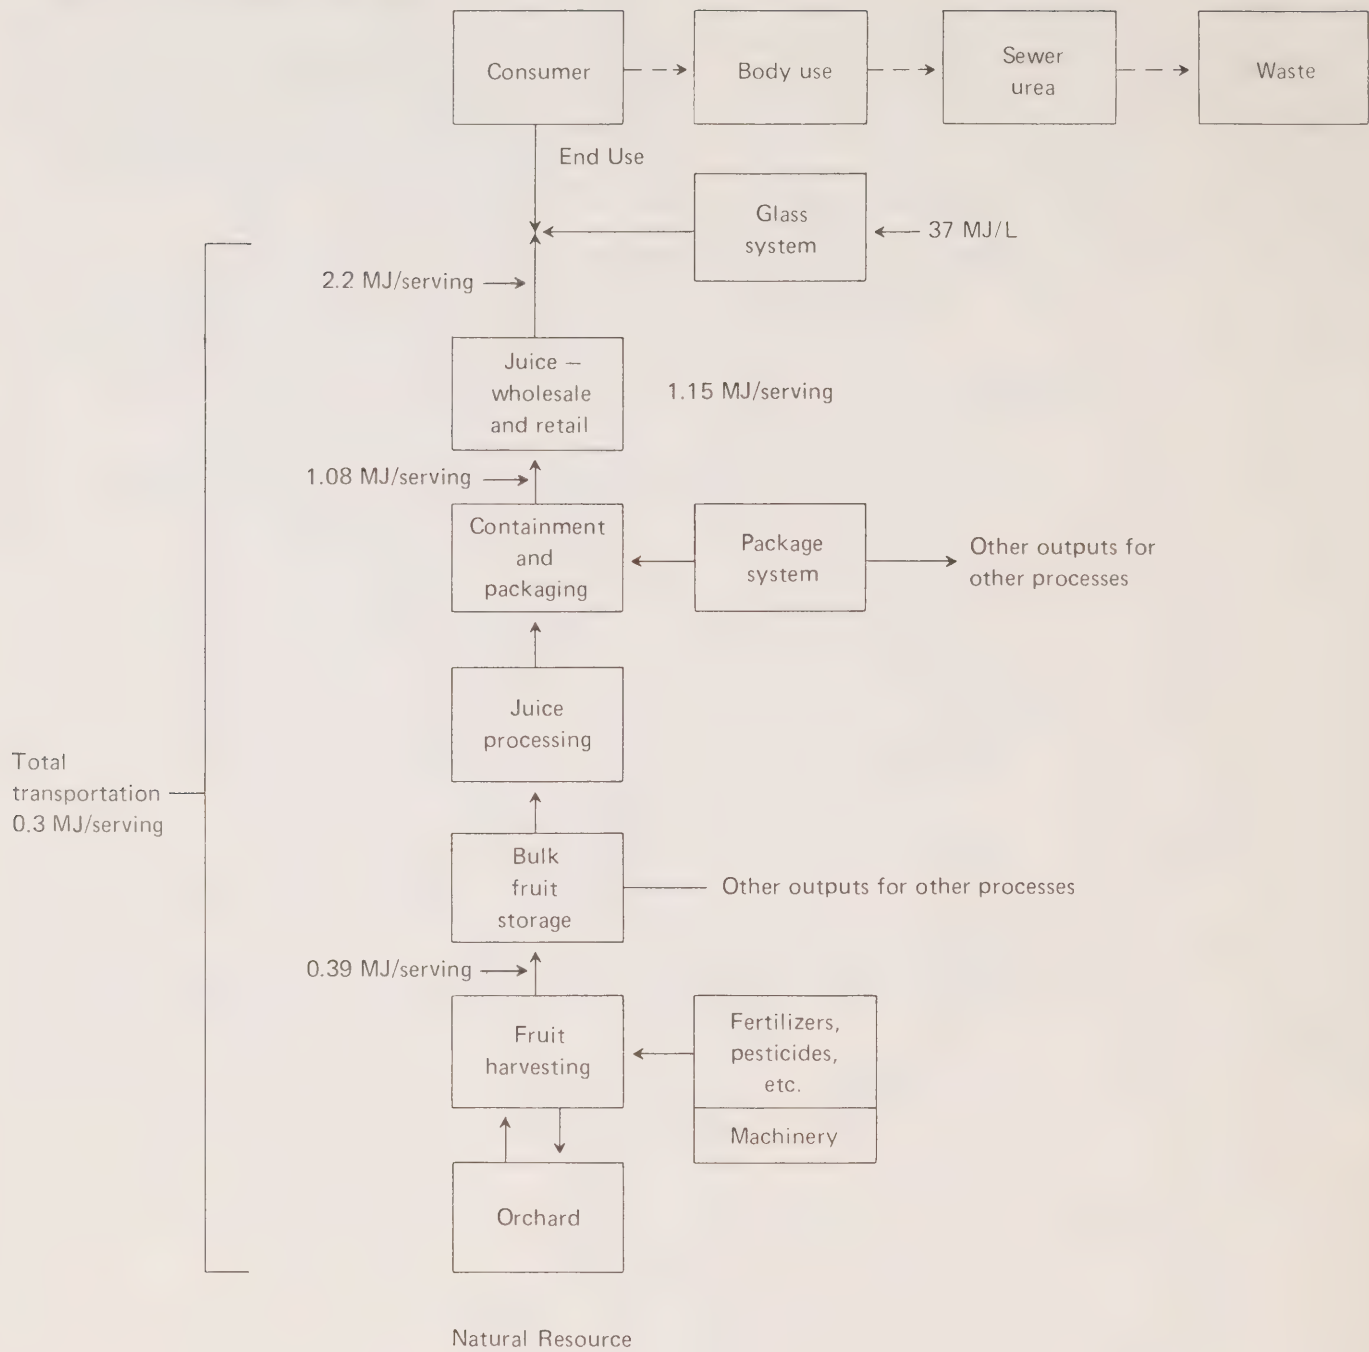 Consumer
Body use
Sewer
urea
Waste
End Use
Glass
system
37 MJ/L
2.2 MJ/serving
Juice –
wholesale
and retail
1.15 MJ/serving
1.08 MJ/serving
Containment
and
packaging
Package
system
Other outputs for
other processes
Juice
processing
Total
transportation
0.3 MJ/serving
Bulk
fruit
storage
Other outputs for other processes
0.39 MJ/serving
Fruit
harvesting
Fertilizers,
pesticides,
etc.
Machinery
Orchard
Natural Resource